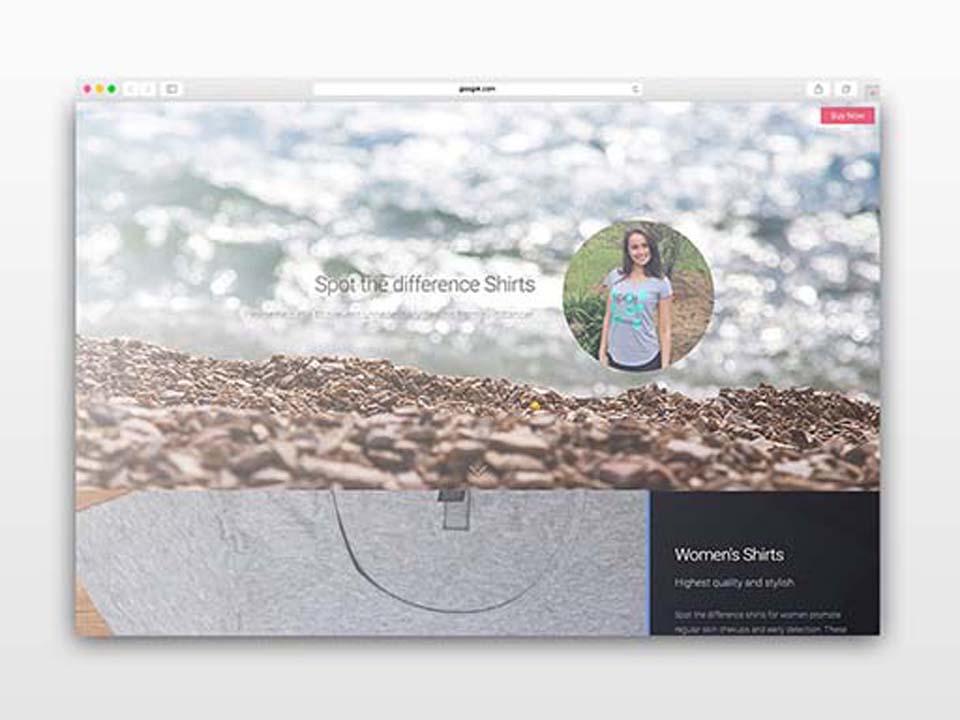 google.com
Buy Now
Spot the difference Shirts
Women's Shirts
Highest quality and stylish
Spot the difference shirts for women promote
regular skin checkups and early detection. These